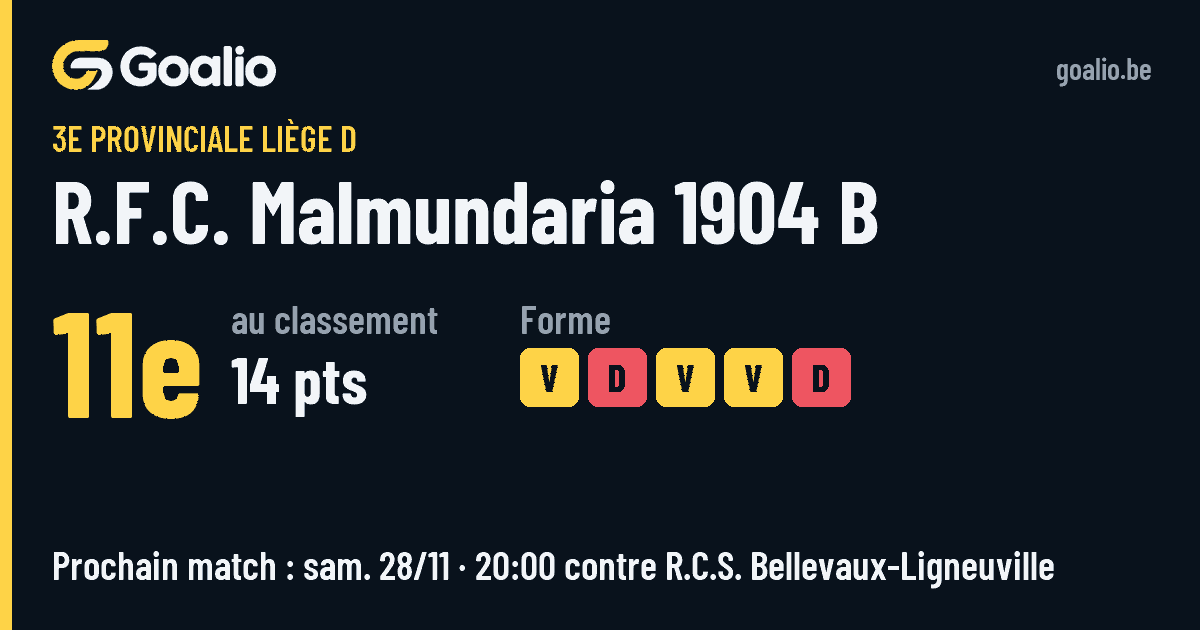 Goalio
goalio.be
3E PROVINCIALE LIÈGE D
R.F.C. Malmundaria 1904 B
11e
au classement
14 pts
Forme
V D V V D
Prochain match : sam. 28/11 · 20:00 contre R.C.S. Bellevaux-Ligneuville